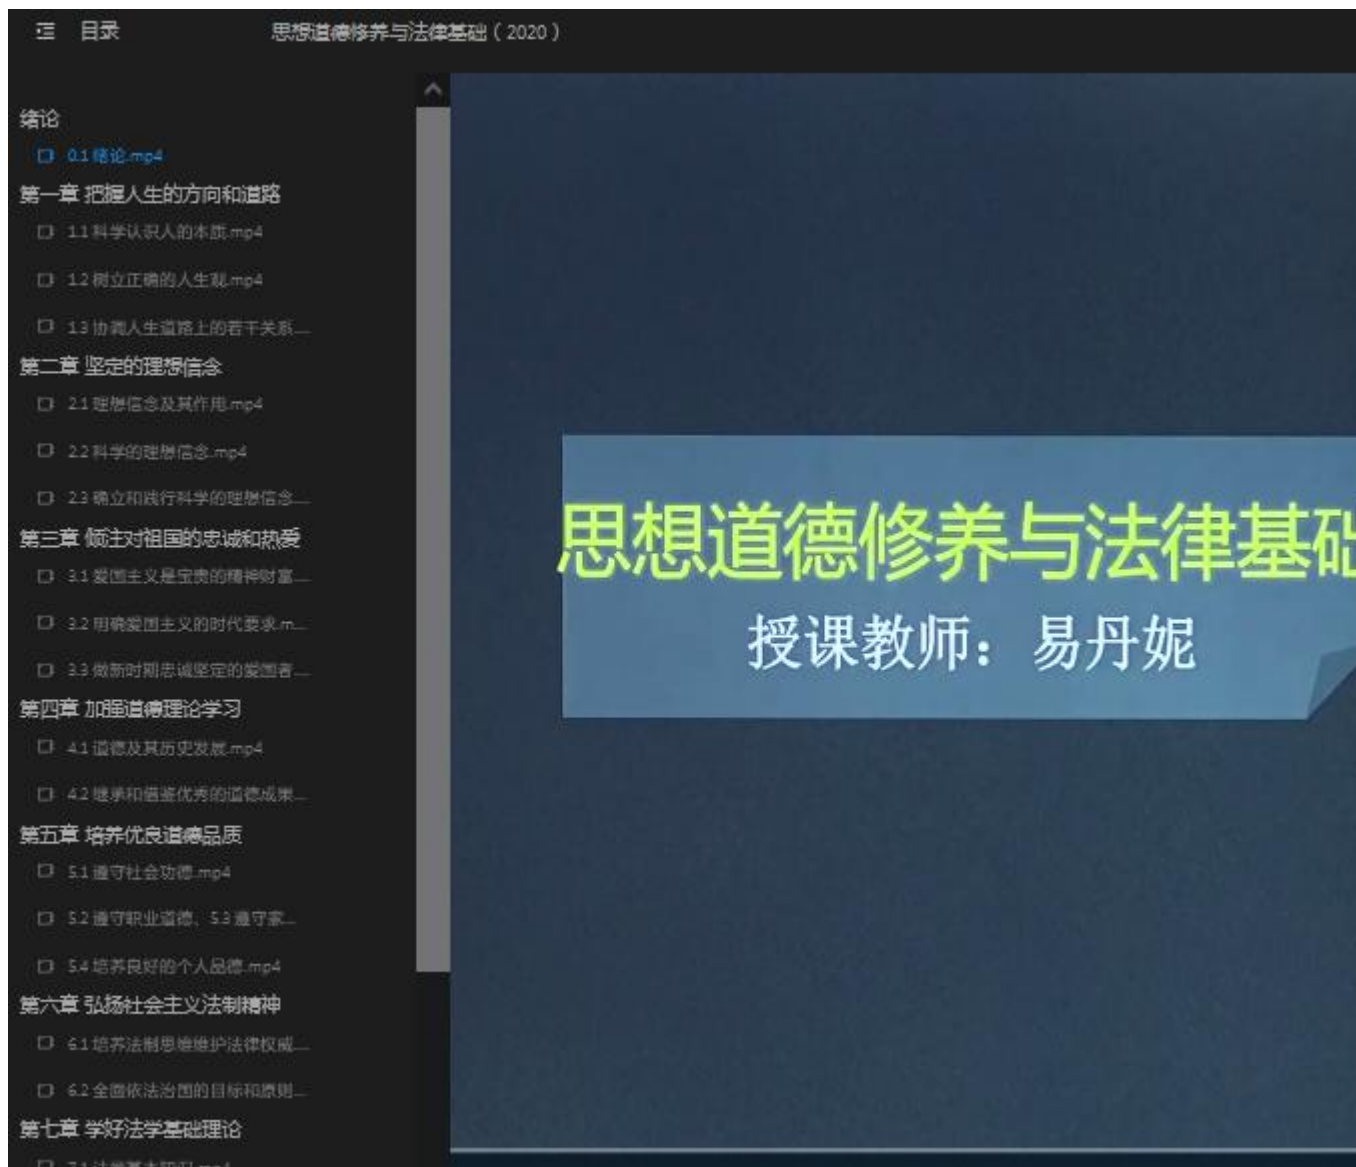 目录
思想道德修养与法律基础（2020）
绪论
0.1 绪论.mp4
第一章 把握人生的方向和道路
1.1 科学认识人的本质.mp4
1.2 树立正确的人生观.mp4
1.3 协调人生道路上的若干关系....
第二章 坚定的理想信念
2.1 理想信念及其作用.mp4
2.2 科学的理想信念.mp4
2.3 确立和践行科学的理想信念....
第三章 倾注对祖国的忠诚和热爱
3.1 爱国主义是宝贵的精神财富....
3.2 明确爱国主义的时代要求.m...
3.3 做新时期忠诚坚定的爱国者....
第四章 加强道德理论学习
4.1 道德及其历史发展.mp4
4.2 继承和借鉴优秀的道德成果....
第五章 培养优良道德品质
5.1 遵守社会功德.mp4
5.2 遵守职业道德、5.3 遵守家...
5.4 培养良好的个人品德.mp4
第六章 弘扬社会主义法制精神
6.1 培养法制思维维护法律权威....
6.2 全面依法治国的目标和原则....
第七章 学好法学基础理论
思想道德修养与法律基础
授课教师：易丹妮